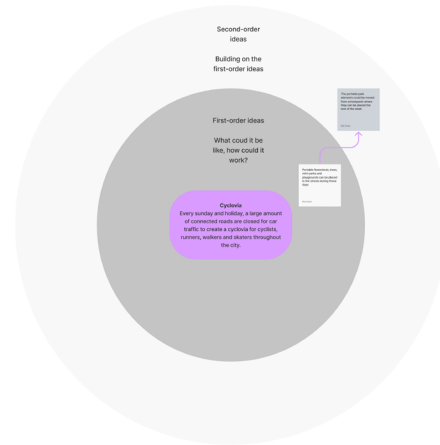 Second-order
ideas
Building on the
first-order ideas
First-order ideas
What coud it be
like, how could it
work?
Cyclovia
Every sunday and holiday, a large amount
of connected roads are closed for car
traffic to create a cyclovia for cyclists,
runners, walkers and skaters throughout
the city.